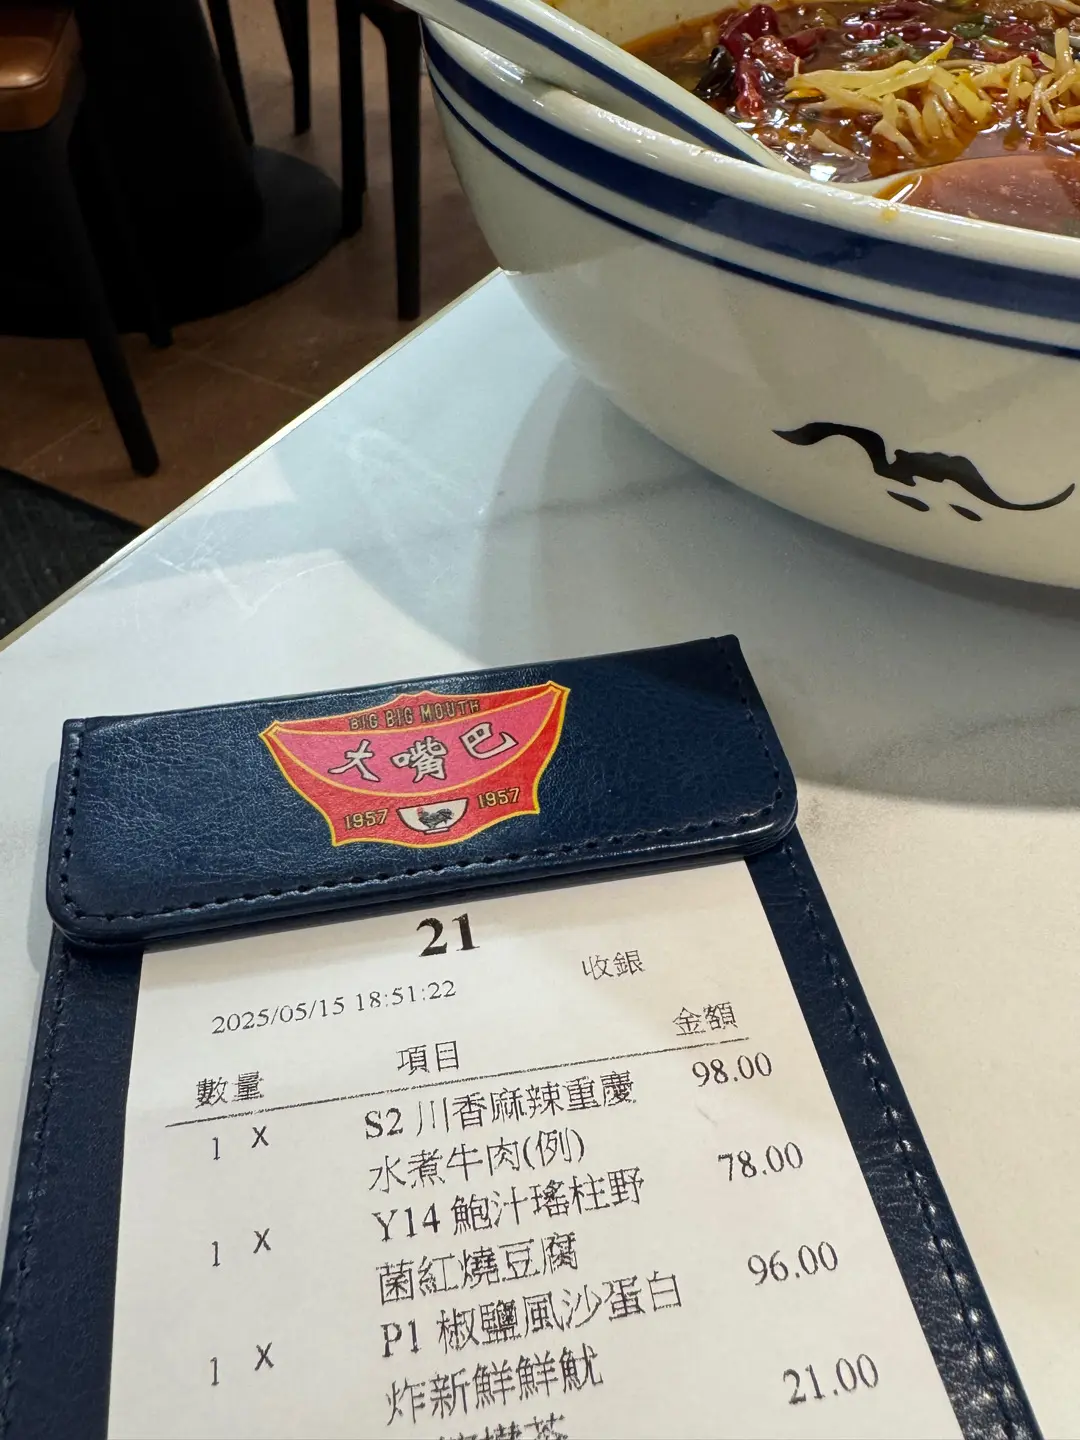 BIG BIG MOUTH
大嘴巴
1957 1957
21
2025/05/15 18:51:22 收銀
數量 項目 金額
1 X S2 川香麻辣重慶 98.00
水煮牛肉(例)
1 X Y14 鮑汁瑤柱野 78.00
菌紅燒豆腐
1 X P1 椒鹽風沙蛋白 96.00
炸新鮮鮮魷
21.00